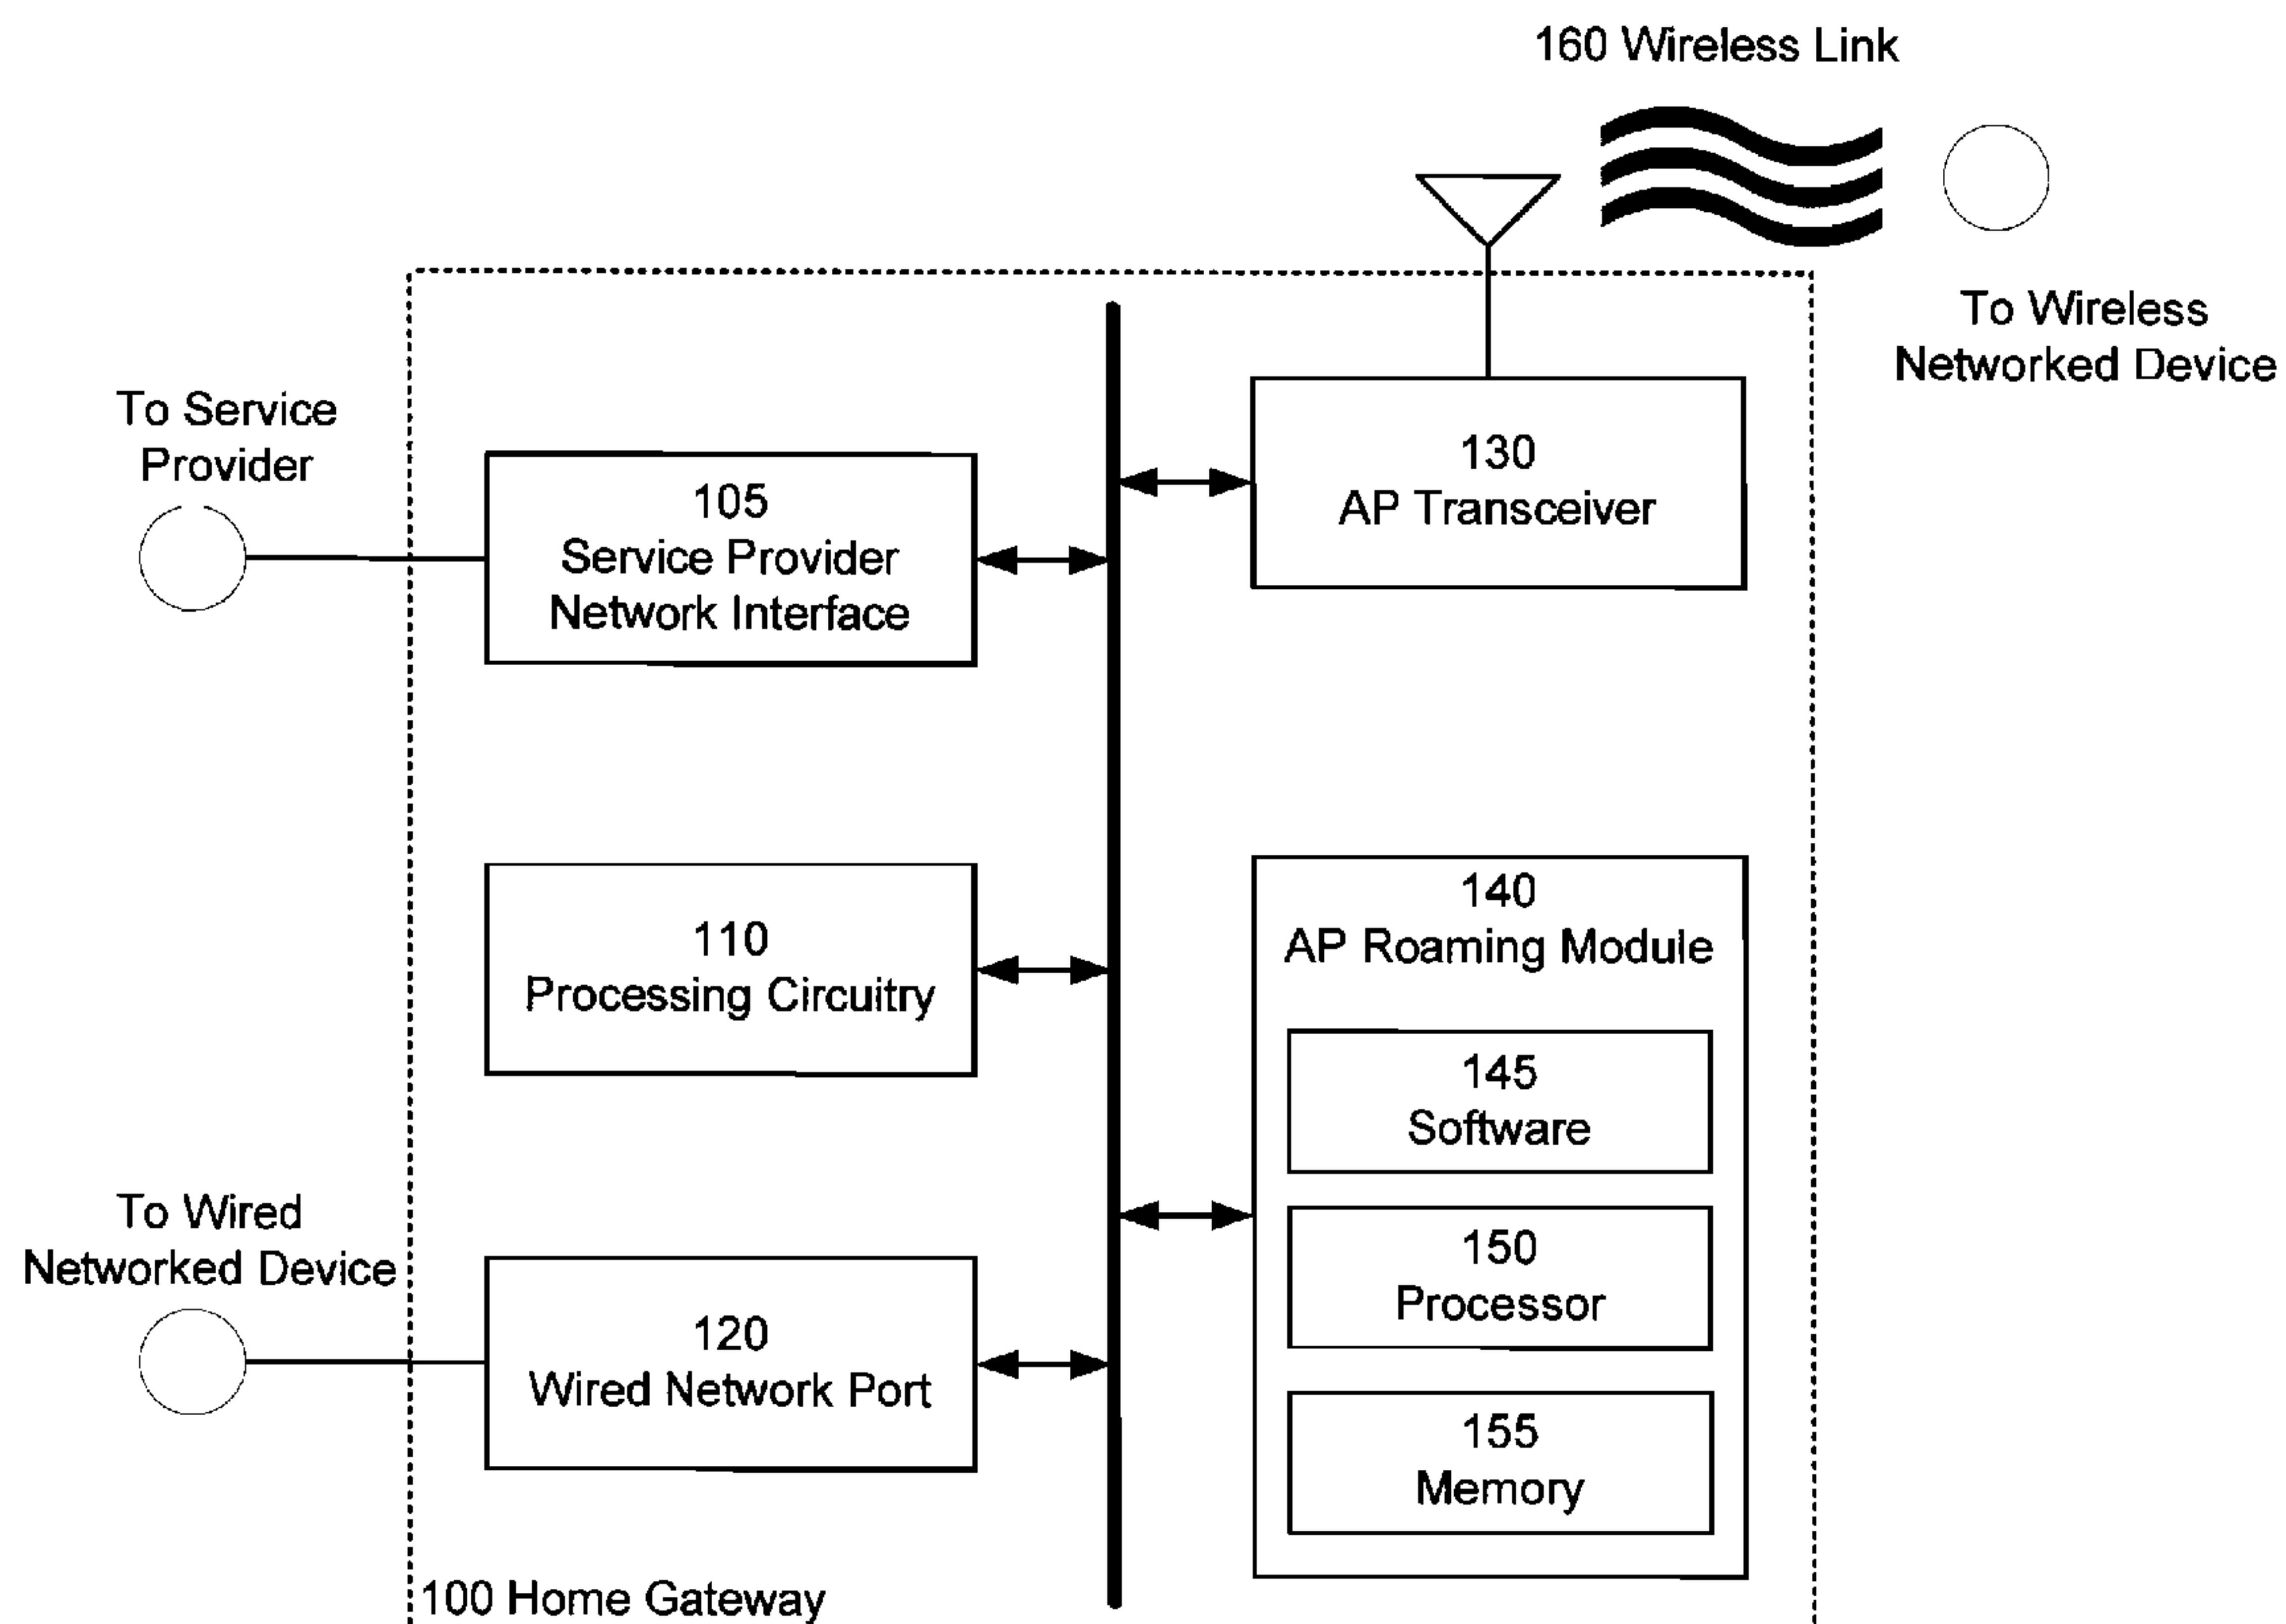 160 Wireless Link
To Wireless
Networked Device
To Service
Provider
105
Service Provider
Network Interface
130
AP Transceiver
110
Processing Circuitry
140
AP Roaming Module
145
Software
150
Processor
155
Memory
To Wired
Networked Device
120
Wired Network Port
100 Home Gateway